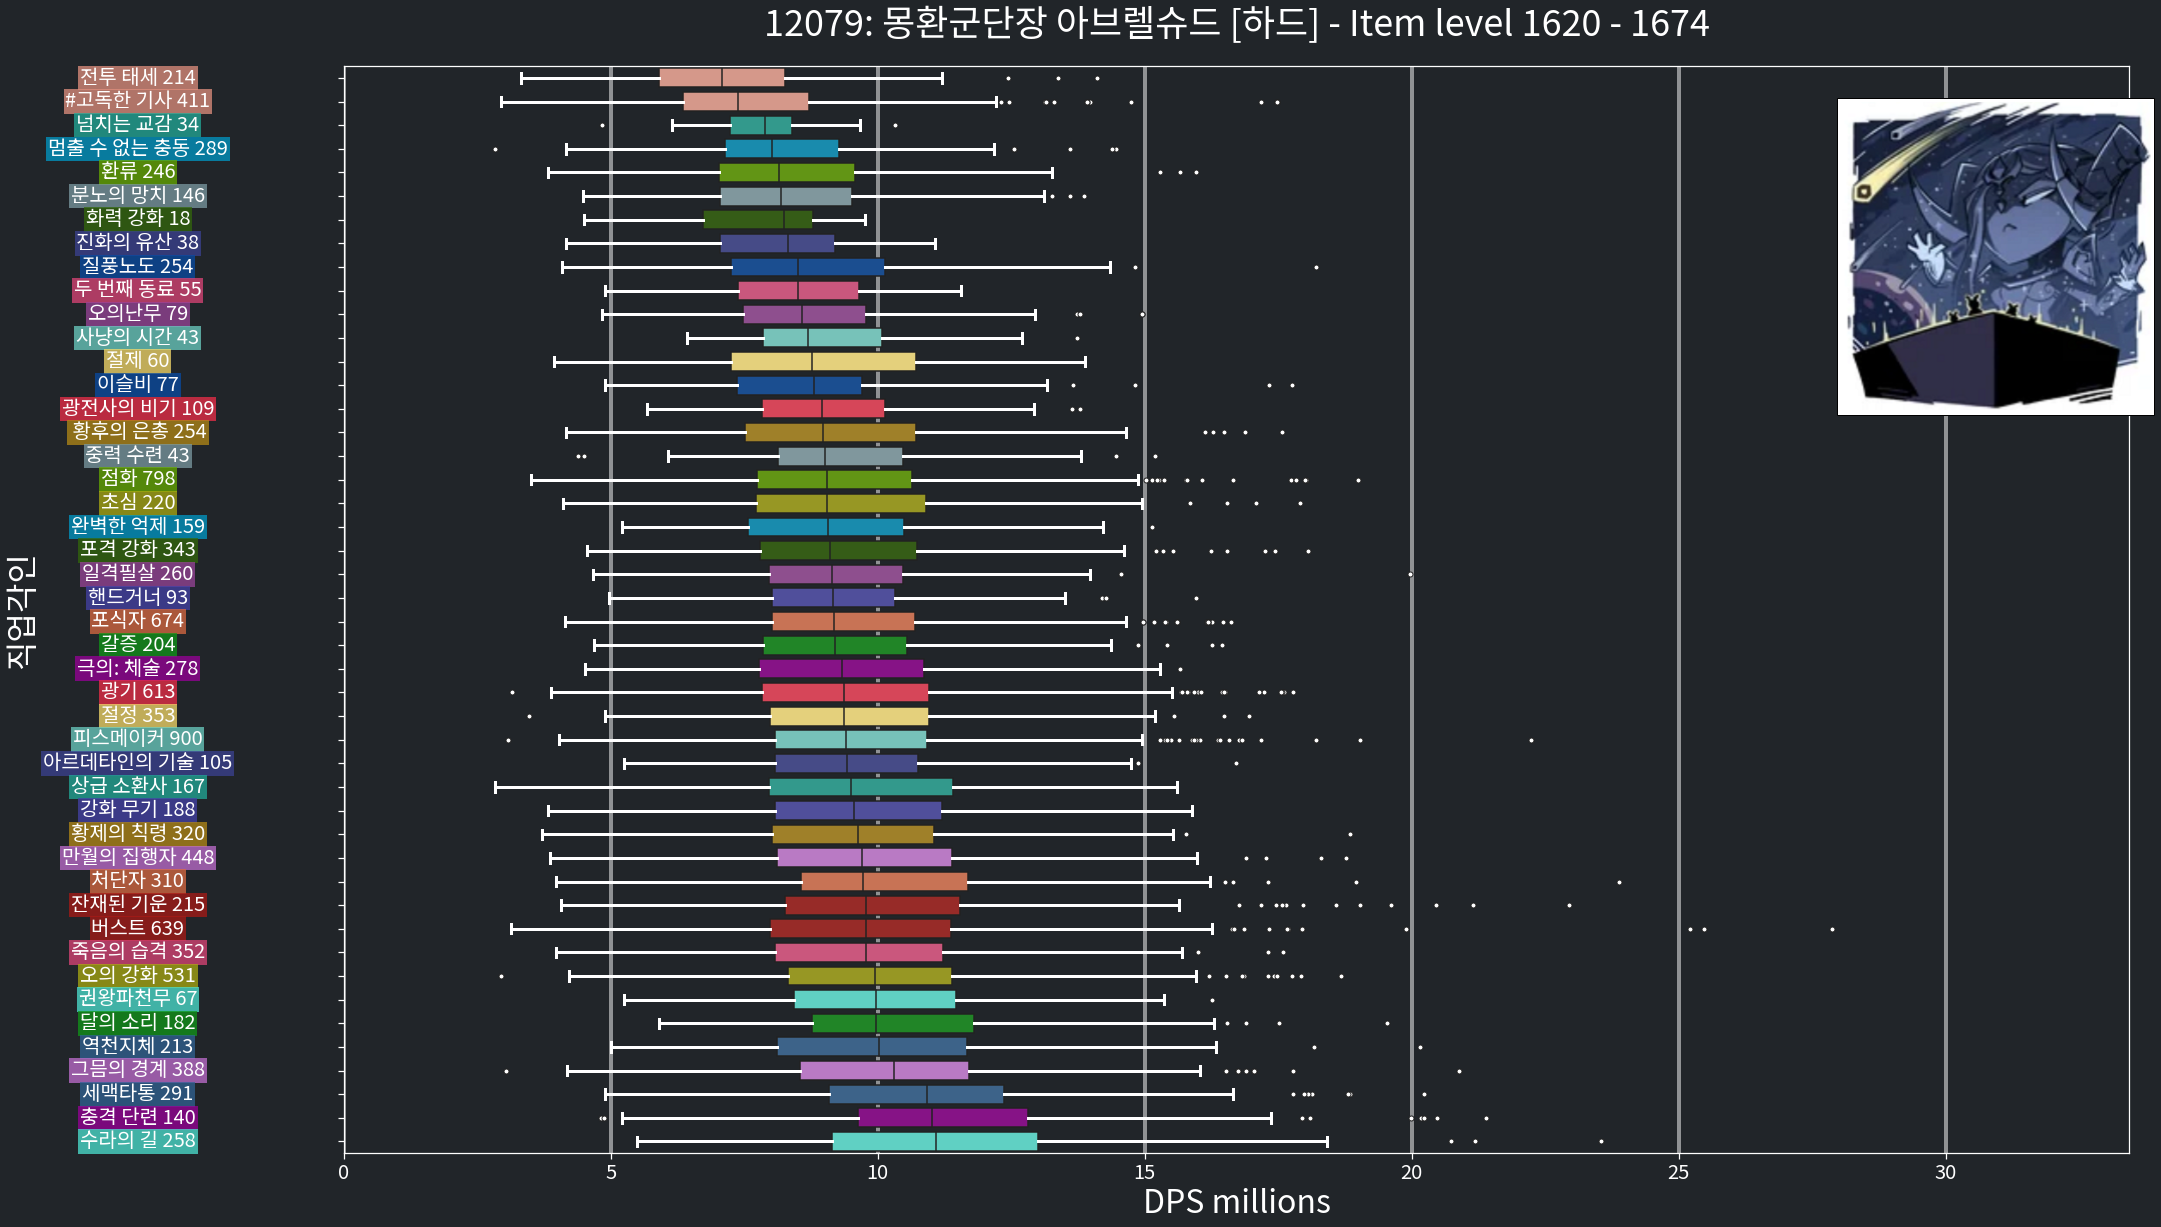 12079: 몽환군단장 아브렐슈드 [하드] - Item level 1620 - 1674
직업각인
전투 태세 214
#고독한 기사 411
넘치는 교감 34
멈출 수 없는 충동 289
환류 246
분노의 망치 146
화력 강화 18
진화의 유산 38
질풍노도 254
두 번째 동료 55
오의난무 79
사냥의 시간 43
절제 60
이슬비 77
광전사의 비기 109
황후의 은총 254
중력 수련 43
점화 798
초심 220
완벽한 억제 159
포격 강화 343
일격필살 260
핸드거너 93
포식자 674
갈증 204
극의: 체술 278
광기 613
절정 353
피스메이커 900
아르데타인의 기술 105
상급 소환사 167
강화 무기 188
황제의 칙령 320
만월의 집행자 448
처단자 310
잔재된 기운 215
버스트 639
죽음의 습격 352
오의 강화 531
권왕파천무 67
달의 소리 182
역천지체 213
그믐의 경계 388
세맥타통 291
충격 단련 140
수라의 길 258
0 5 10 15 20 25 30
DPS millions